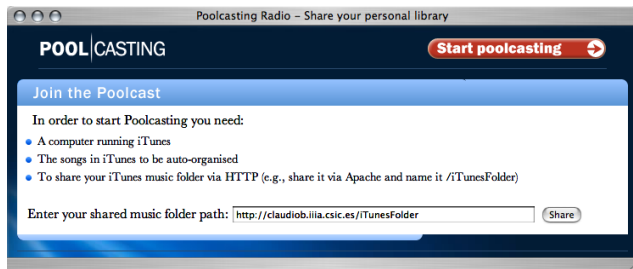 Poolcasting Radio – Share your personal library
POOL|CASTING
Start poolcasting
Join the Poolcast
In order to start Poolcasting you need:
A computer running iTunes
The songs in iTunes to be auto-organised
To share your iTunes music folder via HTTP (e.g., share it via Apache and name it /iTunesFolder)
Enter your shared music folder path: http://claudiob.iiia.csic.es/iTunesFolder Share